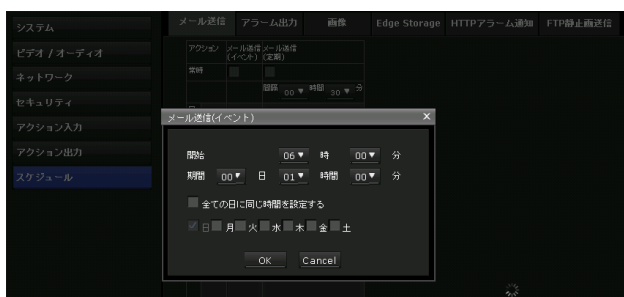 システム
ビデオ / オーディオ
ネットワーク
セキュリティ
アクション入力
アクション出力
スケジュール
メール送信 アラーム出力 画像 Edge Storage HTTPアラーム通知 FTP静止画送信
アクション メール送信 メール送信
(イベント) (定期)
常時
間隔 00 ▼ 時間 30 ▼ 分
日
メール送信(イベント) X
開始 06 ▼ 時 00 ▼ 分
期間 00 ▼ 日 01 ▼ 時間 00 ▼ 分
全ての日に同じ時間を設定する
日 月 火 水 木 金 土
OK Cancel